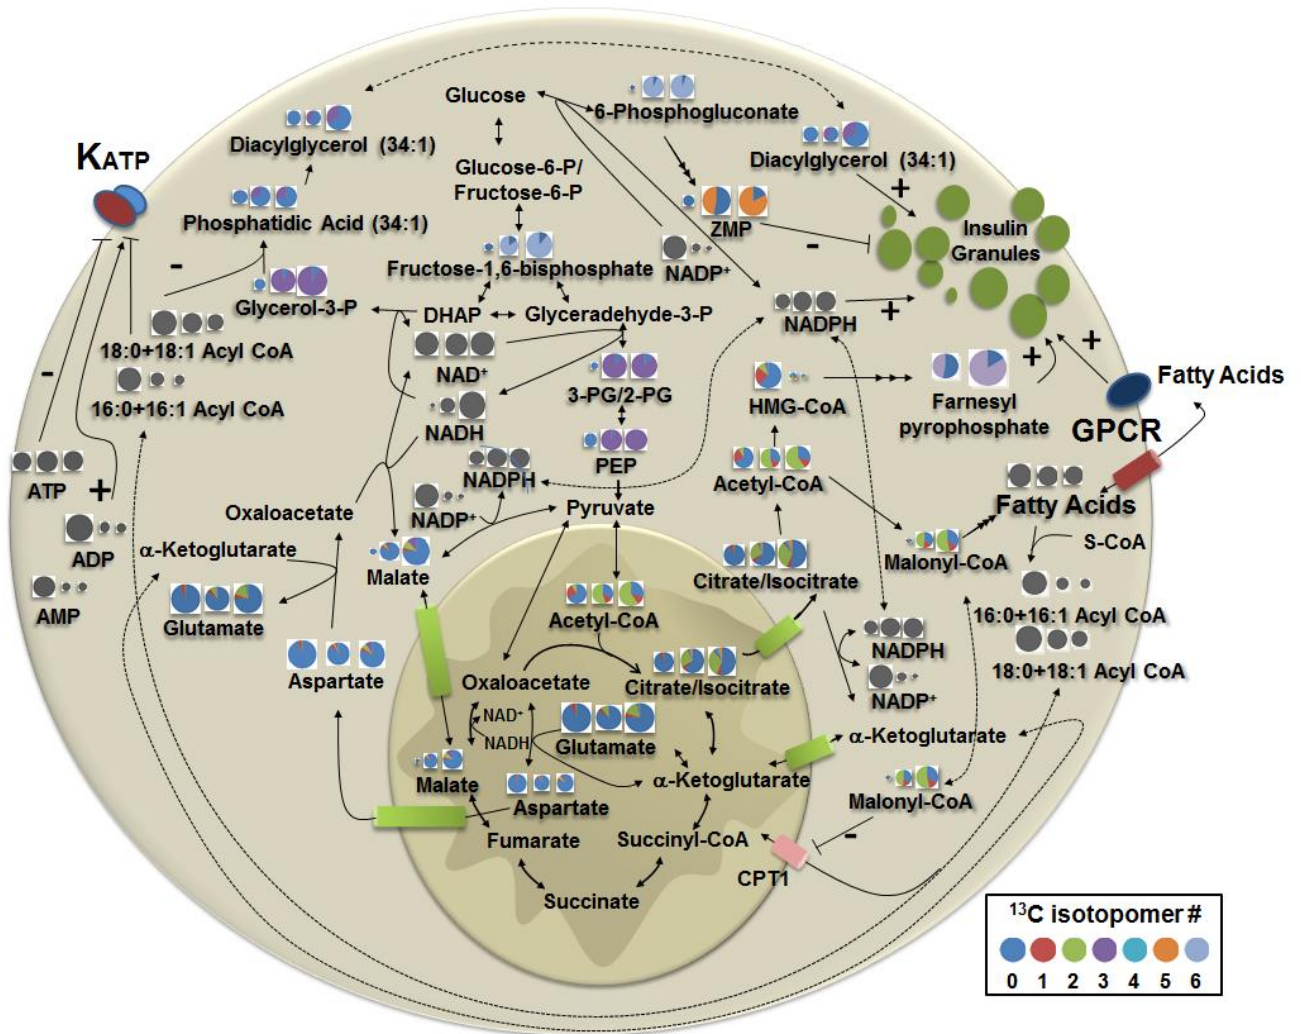 Glucose
6-Phosphogluconate
Diacylglycerol (34:1)
Diacylglycerol (34:1)
KATP
Glucose-6-P/
Fructose-6-P
+
Phosphatidic Acid (34:1)
ZMP
-
Insulin
Granules
NADP+
-
Fructose-1,6-bisphosphate
Glycerol-3-P
DHAP
Glyceradehyde-3-P
NADPH
+
18:0+18:1 Acyl CoA
NAD+
+
+
-
16:0+16:1 Acyl CoA
3-PG/2-PG
HMG-CoA
Farnesyl
pyrophosphate
Fatty Acids
NADH
GPCR
PEP
NADPH
Acetyl-CoA
ATP
+
Fatty Acids
Oxaloacetate
NADP+
Pyruvate
S-CoA
α-Ketoglutarate
ADP
Malate
Citrate/Isocitrate
Malonyl-CoA
AMP
Glutamate
Acetyl-CoA
16:0+16:1 Acyl CoA
NADPH
18:0+18:1 Acyl CoA
Aspartate
Oxaloacetate
Citrate/Isocitrate
NADP+
NAD+
NADH
Glutamate
α-Ketoglutarate
Malate
α-Ketoglutarate
Aspartate
Malonyl-CoA
Fumarate
Succinyl-CoA
-
CPT1
Succinate
13C isotopomer #
0 1 2 3 4 5 6